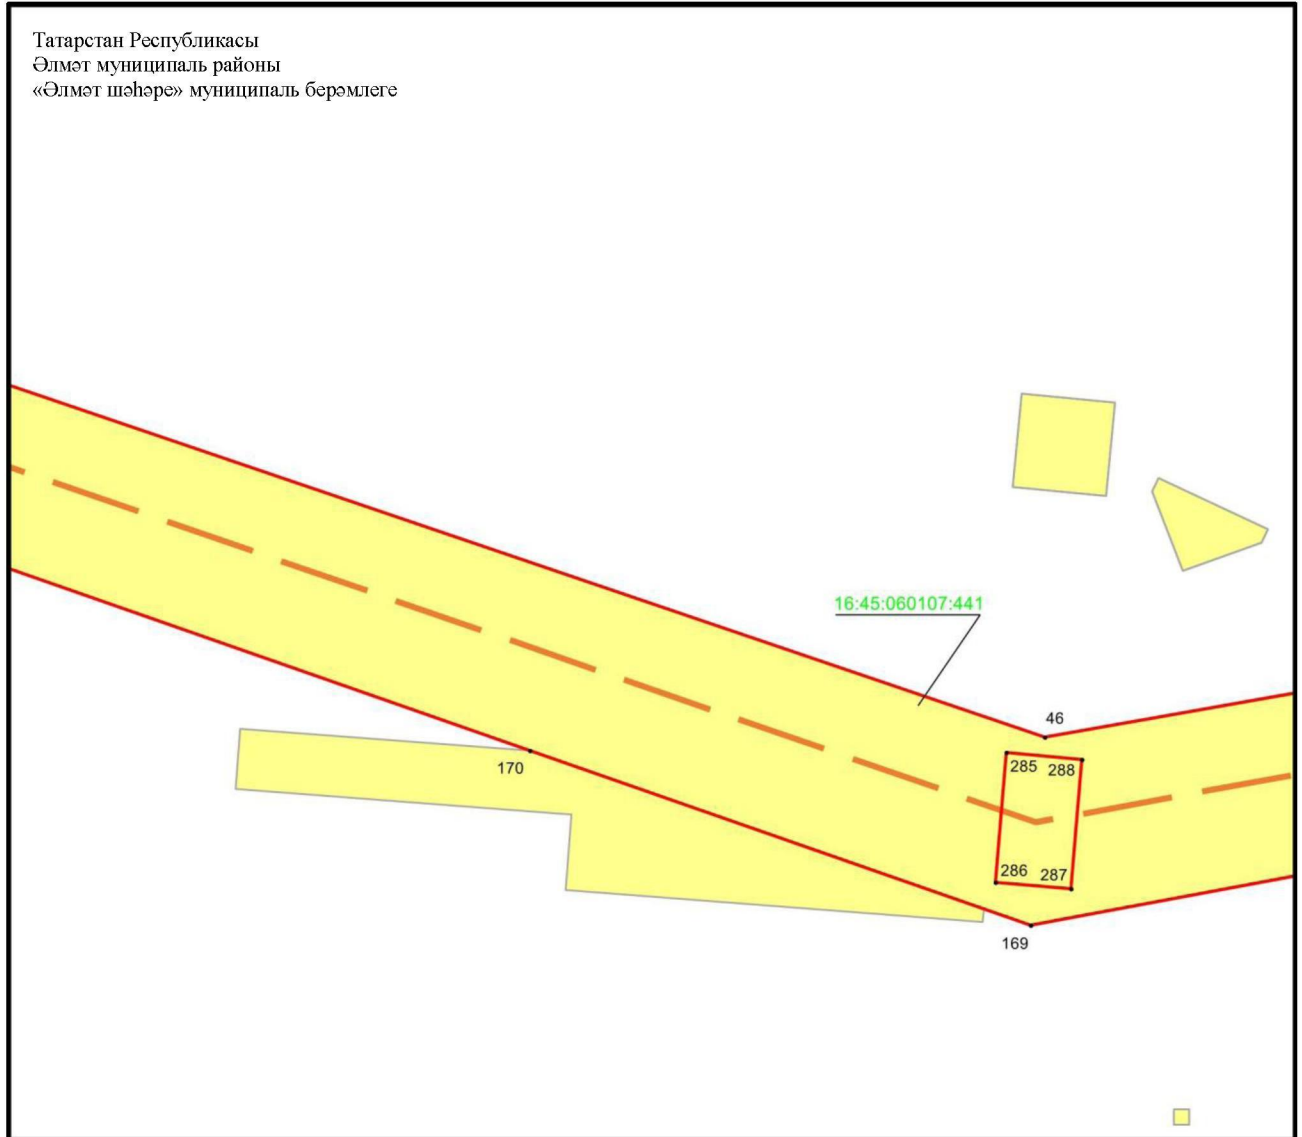 Татарстан Республикасы
Әлмәт муниципаль районы
«Әлмәт шәһәре» муниципаль берәмлеге
16:45:060107:441
46
285 288
170
286 287
169